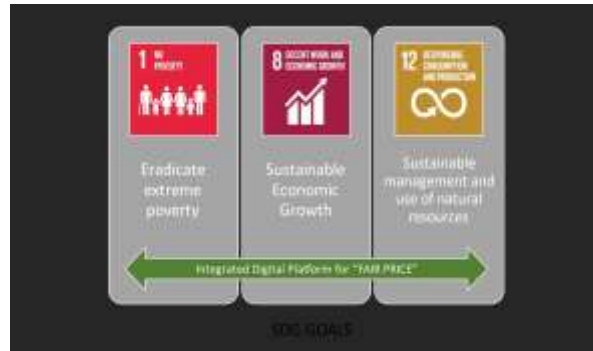 1 NO
POVERTY
8 DECENT WORK AND
ECONOMIC GROWTH
12 RESPONSIBLE
CONSUMPTION
AND PRODUCTION
Eradicate
extreme
poverty
Sustainable
Economic
Growth
Sustainable
management and
use of natural
resources
Integrated Digital Platform for "FAIR PRICE"
SDG GOALS